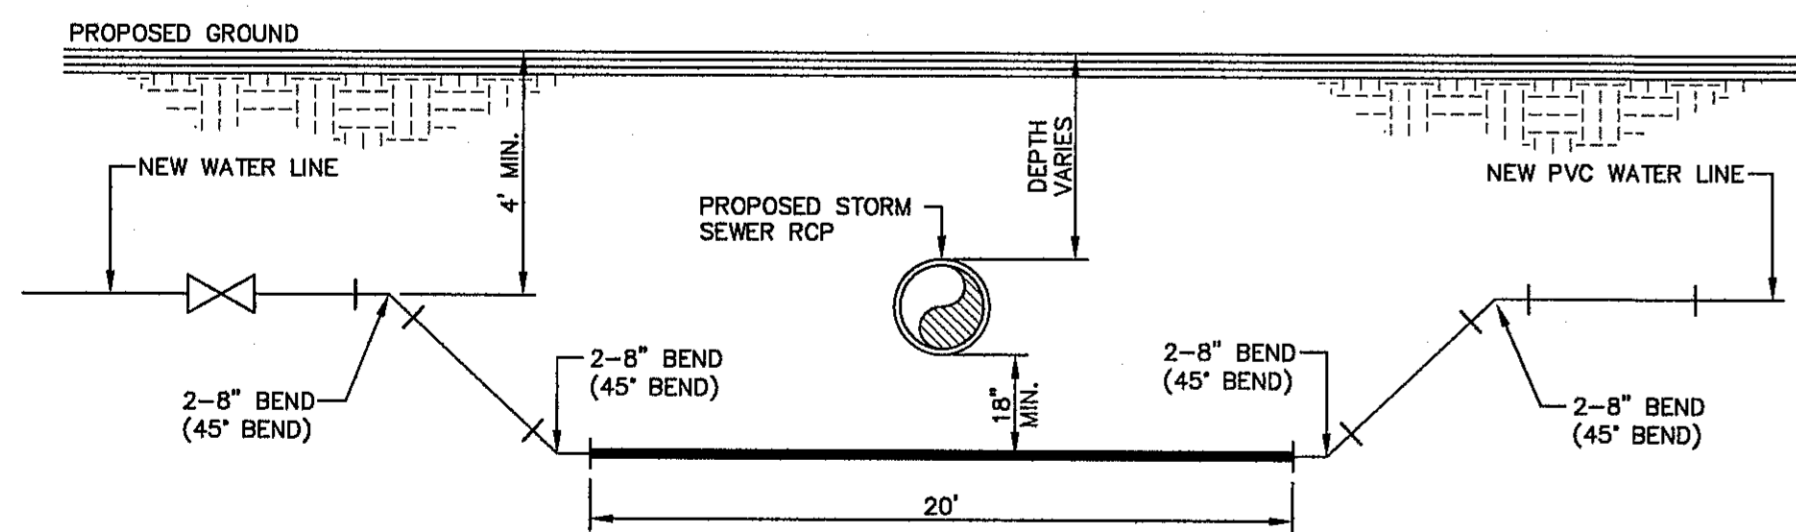 PROPOSED GROUND
NEW WATER LINE
4' MIN.
DEPTH
VARIES
NEW PVC WATER LINE
PROPOSED STORM
SEWER RCP
2-8" BEND
(45° BEND)
2-8" BEND
(45° BEND)
18"
MIN.
2-8" BEND
(45° BEND)
2-8" BEND
(45° BEND)
20'